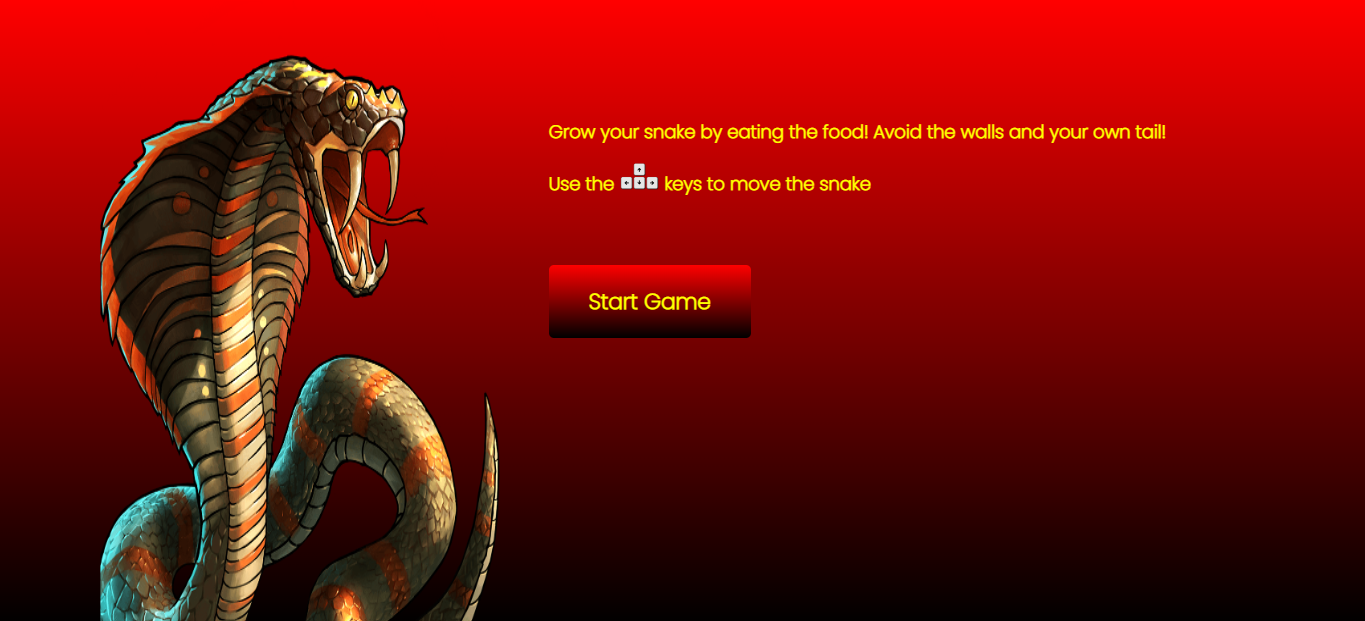 Grow your snake by eating the food! Avoid the walls and your own tail!
Use the keys to move the snake
Start Game